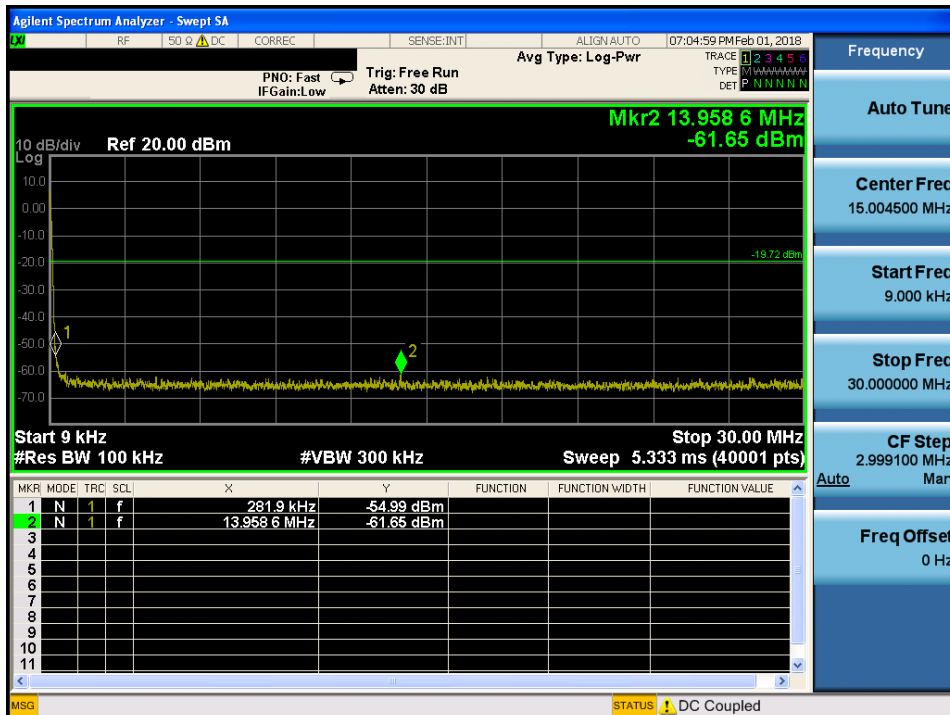 Agilent Spectrum Analyzer - Swept SA
LXI RF 50 Ω DC CORREC SENSE:INT ALIGN AUTO 07:04:59 PM Feb 01, 2018
Frequency
PNO: Fast
IFGain:Low
Trig: Free Run
Atten: 30 dB
Avg Type: Log-Pwr
TRACE 1 2 3 4 5 6
TYPE M
DET P N N N N N
Auto Tune
Mkr2 13.958 6 MHz
-61.65 dBm
10 dB/div Ref 20.00 dBm
Log
10.0
0.00
-10.0
-20.0
-30.0
-40.0
-50.0
-60.0
-70.0
-19.72 dBm
1
2
Center Freq
15.004500 MHz
Start Freq
9.000 kHz
Stop Freq
30.000000 MHz
Start 9 kHz Stop 30.00 MHz
#Res BW 100 kHz #VBW 300 kHz Sweep 5.333 ms (40001 pts)
CF Step
2.999100 MHz
Auto Man
MKR MODE TRC SCL X Y FUNCTION FUNCTION WIDTH FUNCTION VALUE
1 N 1 f 281.9 kHz -54.99 dBm
2 N 1 f 13.958 6 MHz -61.65 dBm
3
4
5
6
7
8
9
10
11
Freq Offset
0 Hz
MSG STATUS DC Coupled